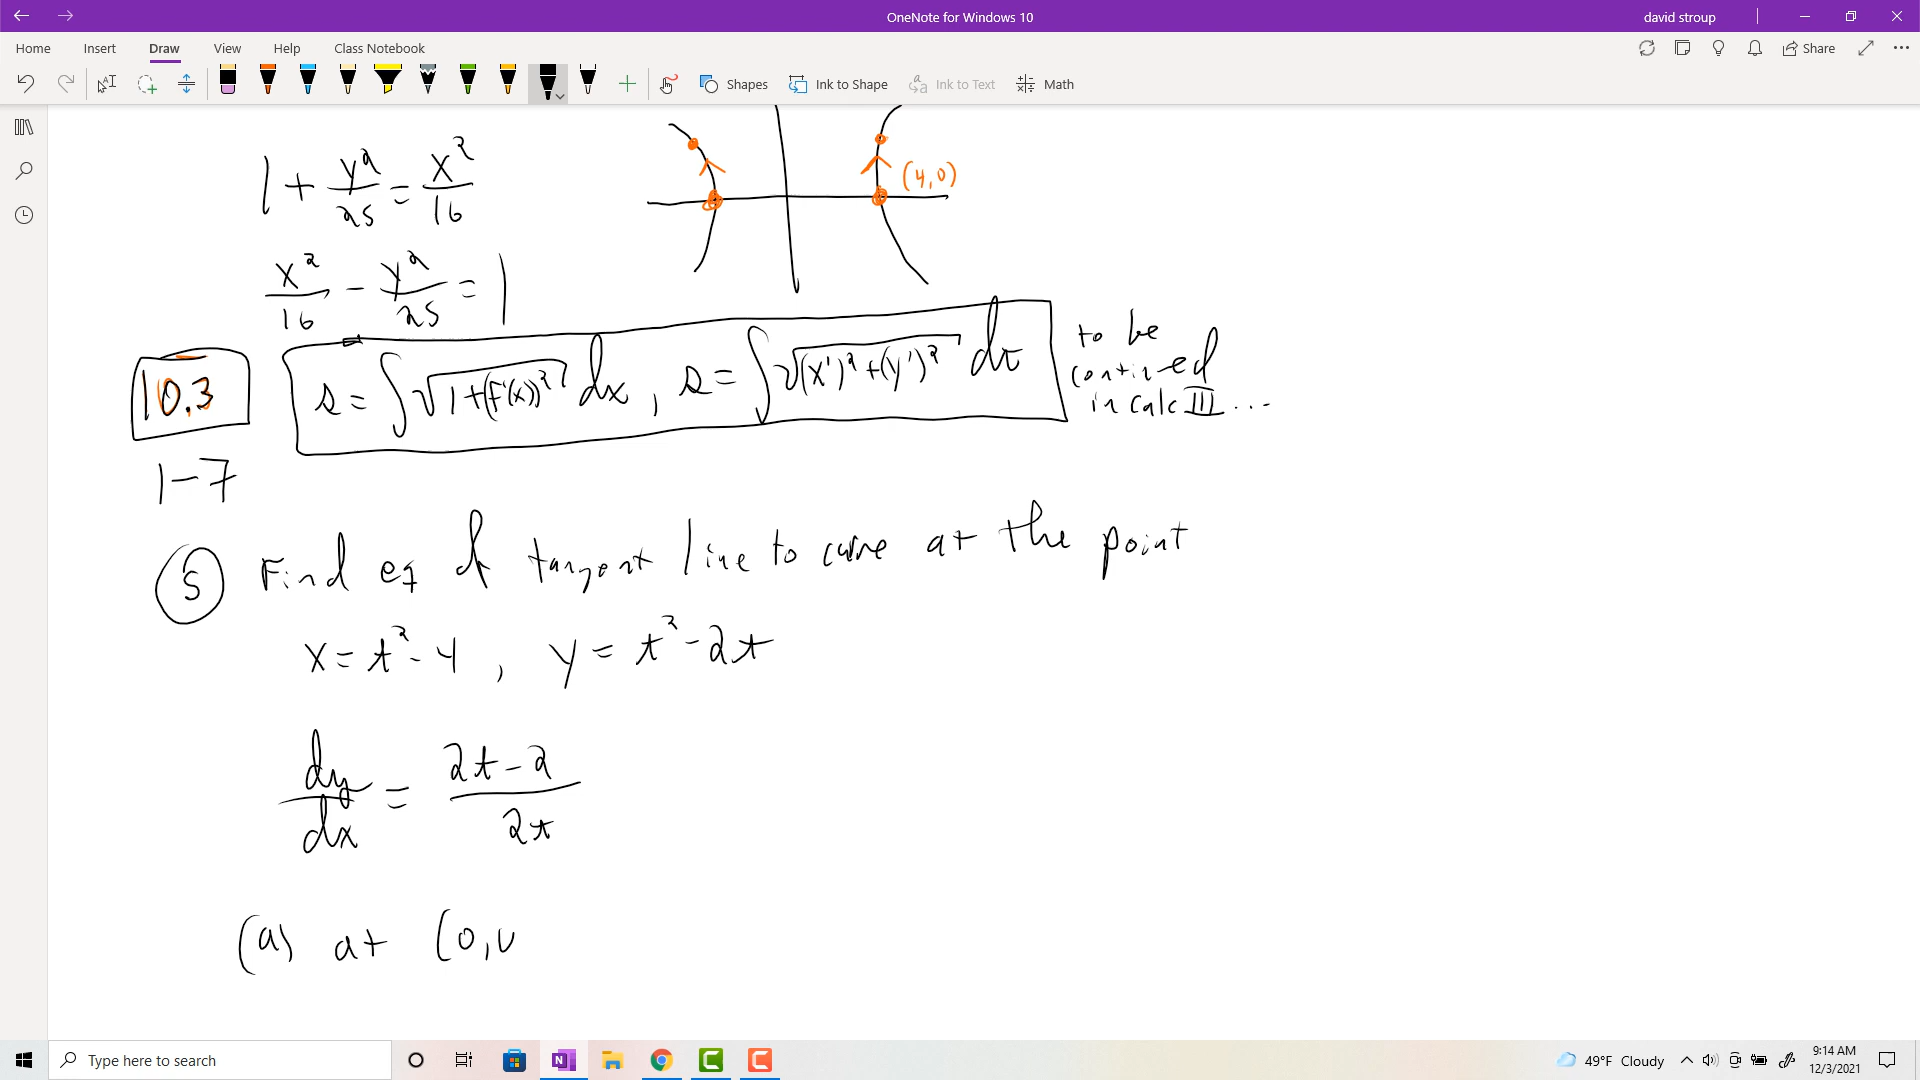 OneNote for Windows 10
david stroup
Home Insert Draw View Help Class Notebook
Share
Shapes Ink to Shape Ink to Text Math
1 + y²/25 = x²/16
(4,0)
x²/16 - y²/25 = 1
10.3
s = ∫√(1+(f'(x))²) dx , s = ∫√((x')²+(y')²) dt
to be
continued
in calc III ...
1-7
5 Find eq of tangent line to curve at the point
x = t² - 4 , y = t² - 2t
dy/dx = (2t - 2)/2t
(a) at (0,
Type here to search
49°F Cloudy
9:14 AM
12/3/2021